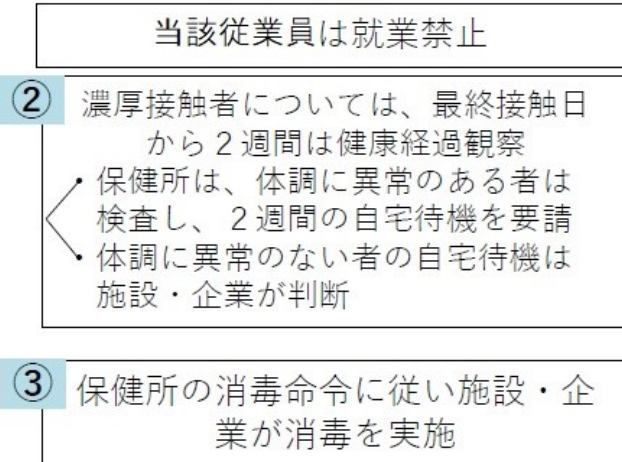 当該従業員は就業禁止
②
濃厚接触者については、最終接触日
から２週間は健康経過観察
・保健所は、体調に異常のある者は
検査し、２週間の自宅待機を要請
・体調に異常のない者の自宅待機は
施設・企業が判断
③
保健所の消毒命令に従い施設・企
業が消毒を実施